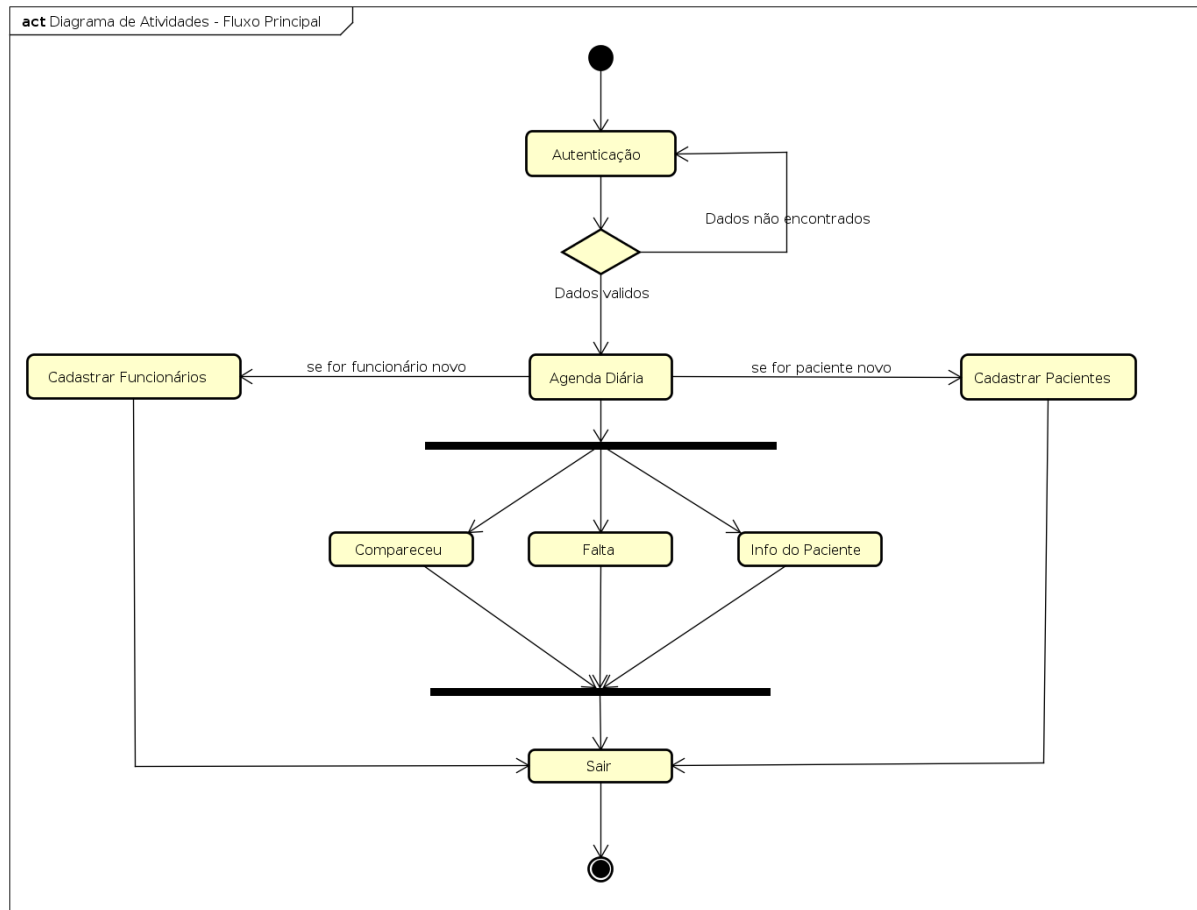 act Diagrama de Atividades - Fluxo Principal
Autenticação
Dados não encontrados
Dados validos
Cadastrar Funcionários
se for funcionário novo
Agenda Diária
se for paciente novo
Cadastrar Pacientes
Compareceu
Falta
Info do Paciente
Sair